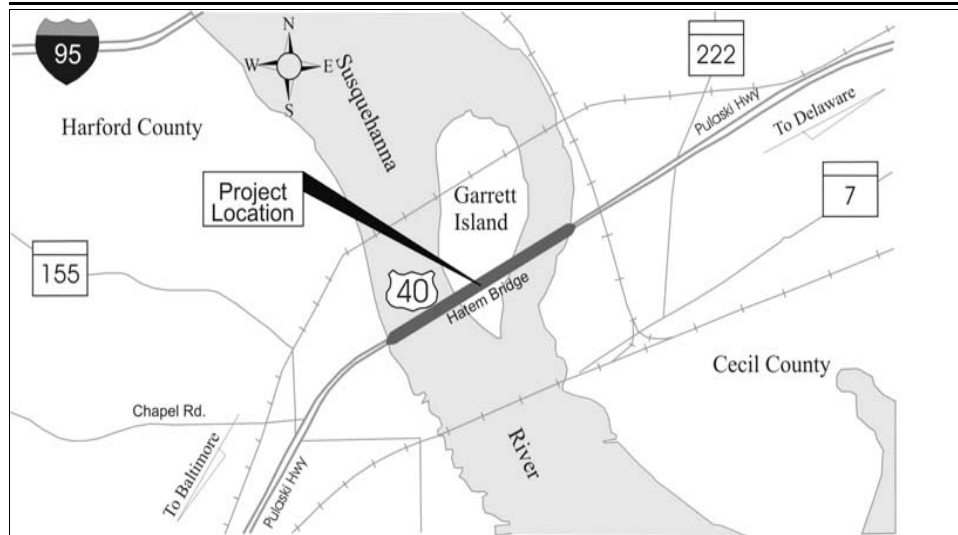 N
W
E
S
95
Harford County
Susquehanna
222
Pulaski Hwy
To Delaware
7
Project
Location
Garrett
Island
155
40
Hatem Bridge
Cecil County
Chapel Rd.
To Baltimore
Pulaski Hwy
River